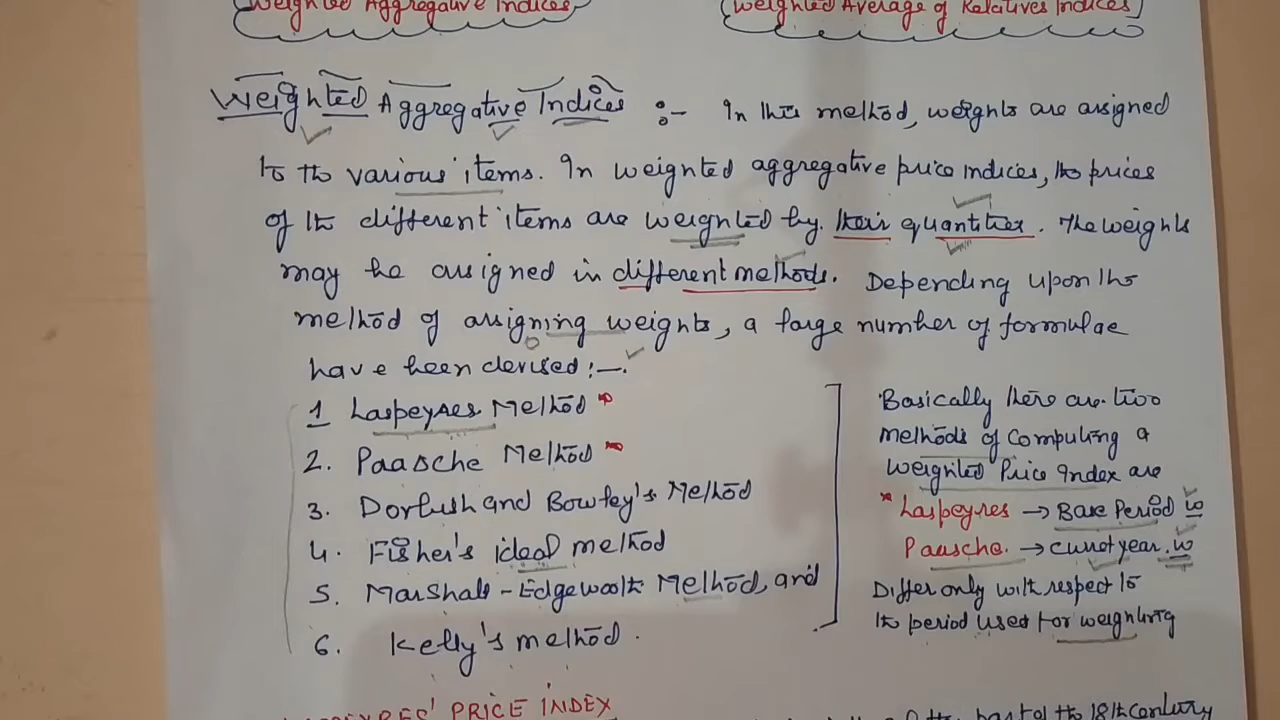 Weighted Aggregative Indices
Weighted Average of Relatives Indices
Weighted Aggregative Indices :- In this method, weights are assigned
to the various items. In weighted aggregative price indices, the prices
of the different items are weighted by their quantities. The weights
may be assigned in different methods. Depending upon the
method of assigning weights, a large number of formulae
have been devised :-.
1 Laspeyres Method
2. Paasche Method
3. Dorbush and Bowley's Method
4. Fisher's ideal method
5. Marshall - Edgeworth Method, and
6. Kelly's method.
Basically there are two
methods of computing a
weighted Price Index are
* Laspeyres → Base Period w
Paasche. → curret year. w
Differ only with respect to
the period used for weighting
PRICE INDEX
part of the 18th century